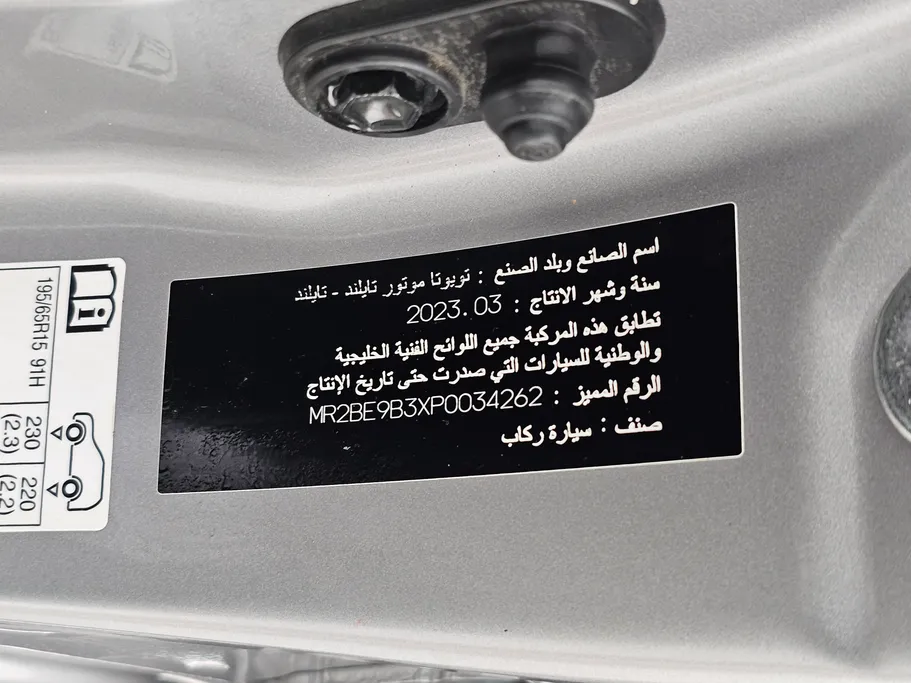 اسم الصانع وبلد الصنع : تويوتا موتور تايلند - تايلند
سنة وشهر الانتاج : 2023.03
تطابق هذه المركبة جميع اللوائح الفنية الخليجية
والوطنية للسيارات التي صدرت حتى تاريخ الإنتاج
الرقم المميز : MR2BE9B3XP0034262
صنف : سيارة ركاب
195/65R15 91H
230
(2.3)
220
(2.2)